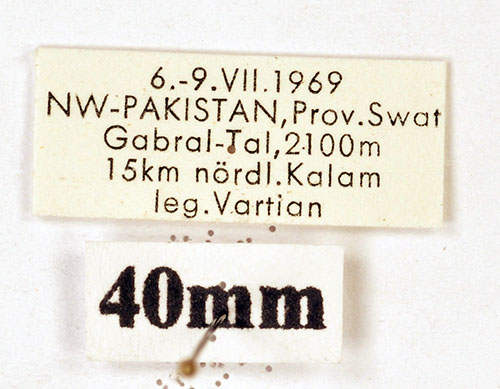 6.-9.VII.1969
NW-PAKISTAN,Prov.Swat
Gabral-Tal,2100m
15km nördl.Kalam
leg.Vartian
40mm